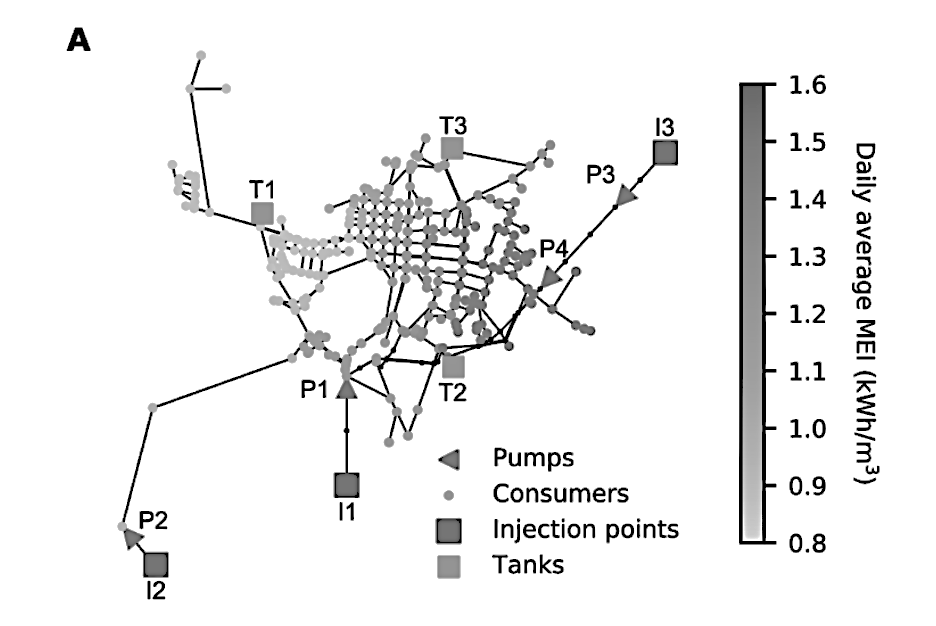 A
T3
I3
P3
T1
P4
P1
T2
I1
P2
I2
Pumps
Consumers
Injection points
Tanks
1.6
1.5
1.4
1.3
1.2
1.1
1.0
0.9
0.8
Daily average MEI (kWh/m³)